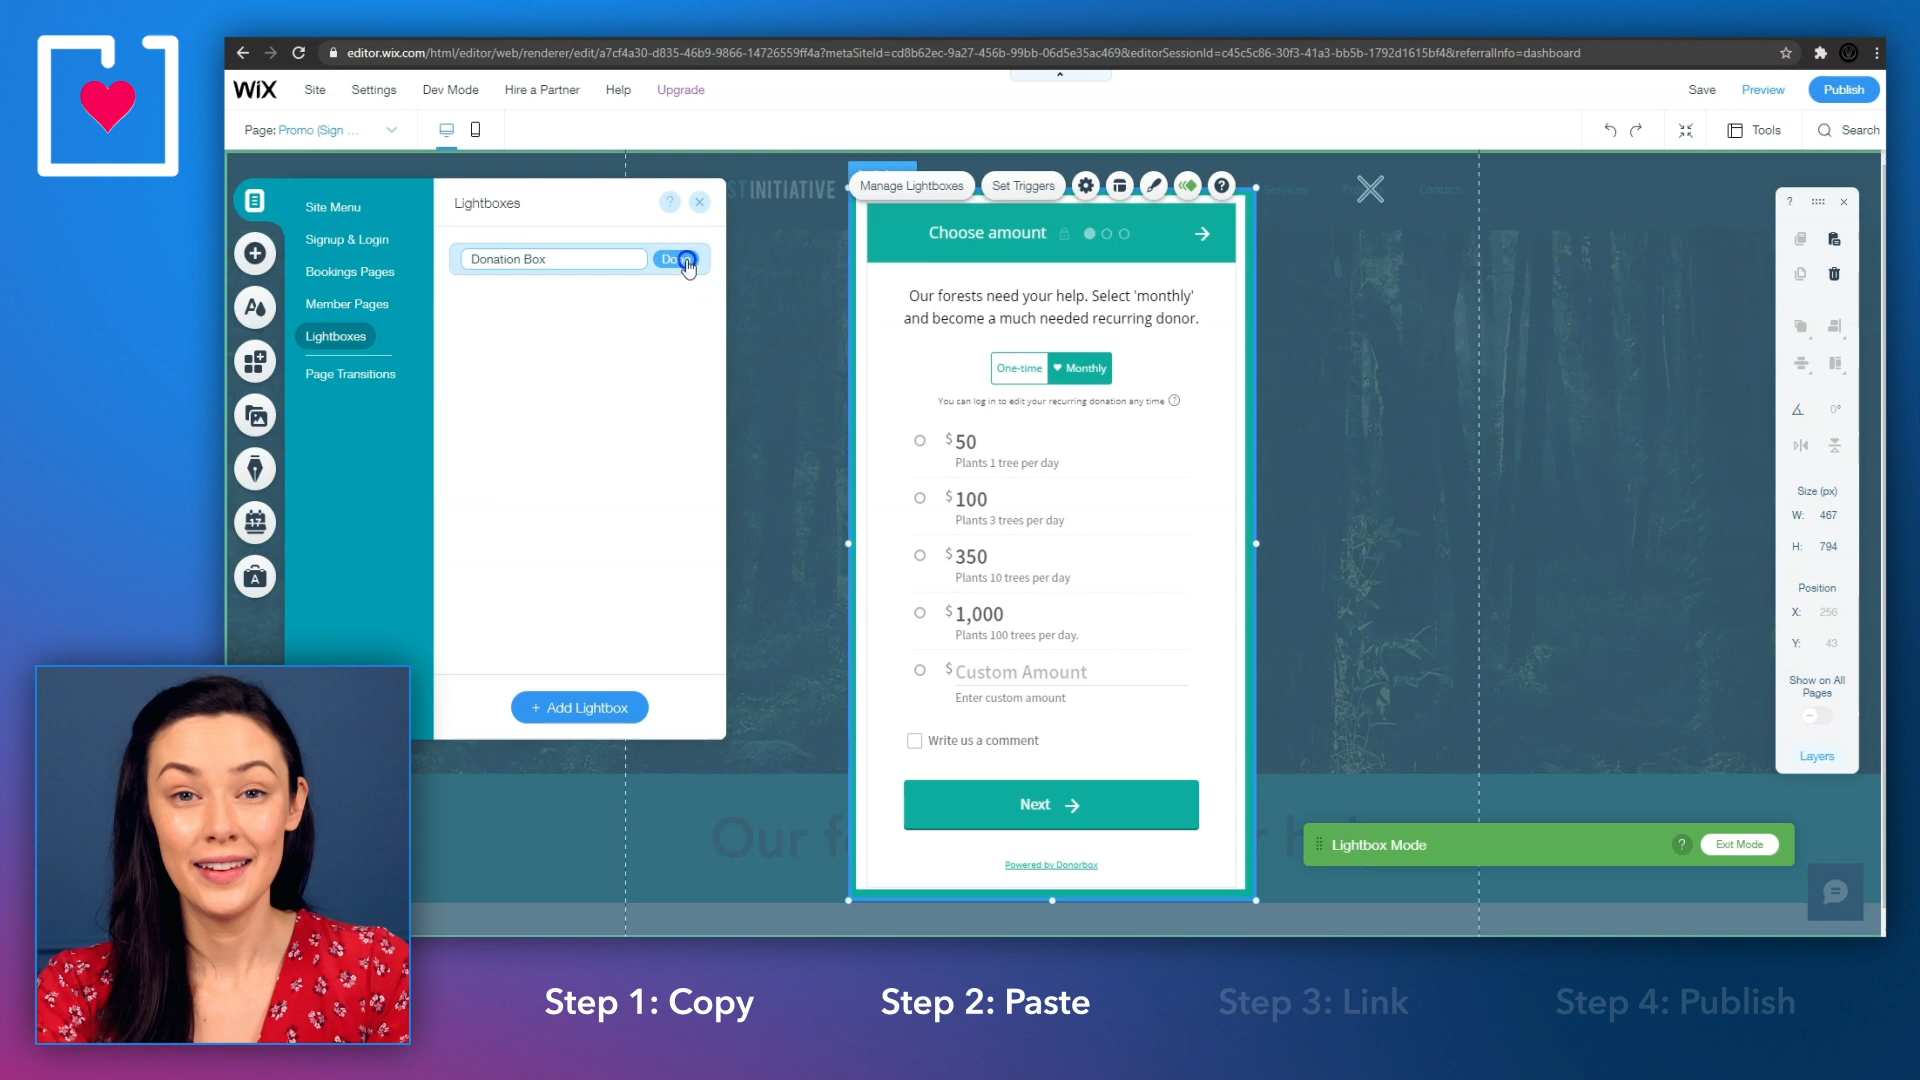 editor.wix.com/html/editor/web/renderer/edit/a7cf4a30-d835-46b9-9866-14726559ff4a?metaSiteId=cd8b62ec-9a27-456b-99bb-06d5e35ac469&editorSessionId=c45c5c86-30f3-41a3-bb5b-1792d1615bf4&referralInfo=dashboard
WiX Site Settings Dev Mode Hire a Partner Help Upgrade Save Preview Publish
Page: Promo (Sign ... Tools Search
STINITIATIVE Services Contact
Manage Lightboxes Set Triggers ?
Site Menu
Signup & Login
Bookings Pages
Member Pages
Lightboxes
Page Transitions
Lightboxes ?
Donation Box
+ Add Lightbox
17
A
Choose amount
Our forests need your help. Select 'monthly'
and become a much needed recurring donor.
One-time Monthly
You can log in to edit your recurring donation any time ?
$ 50
Plants 1 tree per day
$ 100
Plants 3 trees per day
$ 350
Plants 10 trees per day
$ 1,000
Plants 100 trees per day.
$ Custom Amount
Enter custom amount
Write us a comment
Next
Powered by Donorbox
Our
?
0°
Size (px)
W: 467
H: 794
Position
X: 256
Y: 43
Show on All
Pages
Layers
Lightbox Mode ? Exit Mode
Step 1: Copy
Step 2: Paste
Step 3: Link
Step 4: Publish